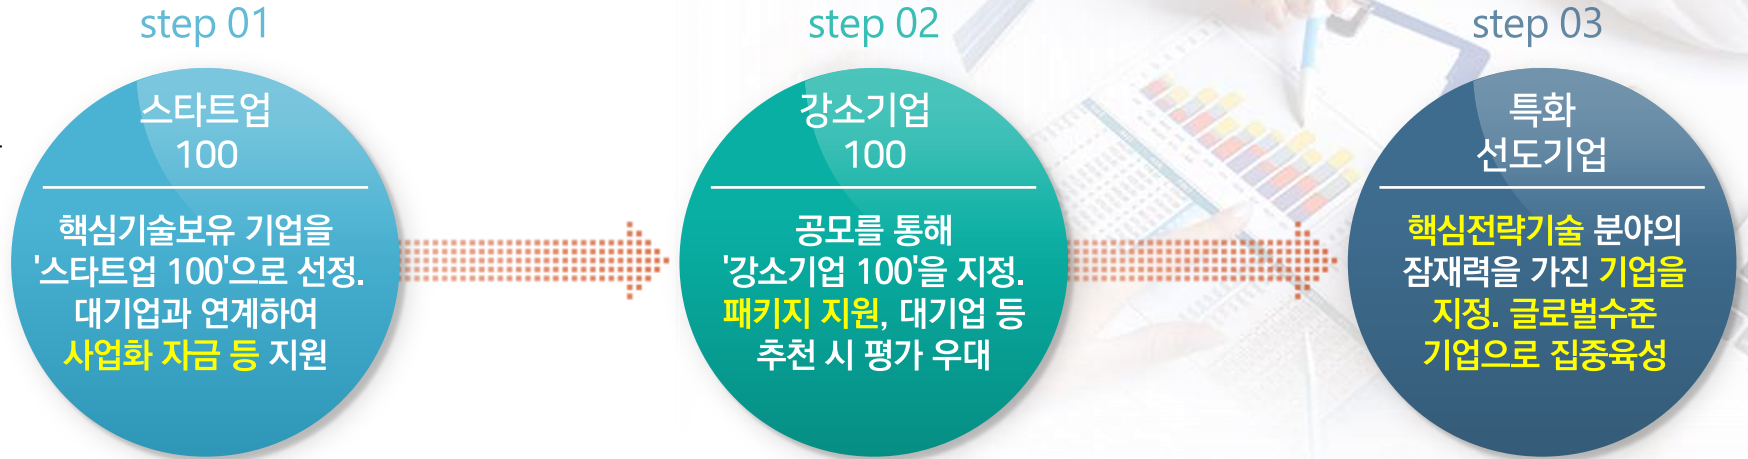 step 01
스타트업
100
핵심기술보유 기업을
'스타트업 100'으로 선정.
대기업과 연계하여
사업화 자금 등 지원
step 02
강소기업
100
공모를 통해
'강소기업 100'을 지정.
패키지 지원, 대기업 등
추천 시 평가 우대
step 03
특화
선도기업
핵심전략기술 분야의
잠재력을 가진 기업을
지정. 글로벌수준
기업으로 집중육성